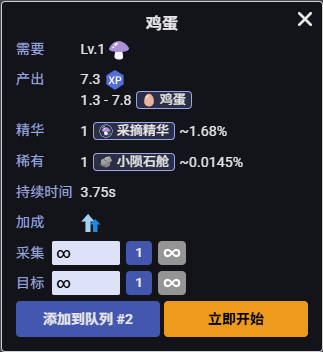 鸡蛋
需要 Lv.1
产出 7.3 XP
1.3 - 7.8 鸡蛋
精华 1 采摘精华 ~1.68%
稀有 1 小陨石舱 ~0.0145%
持续时间 3.75s
加成
采集 ∞ 1 ∞
目标 ∞ 1 ∞
添加到队列 #2 立即开始